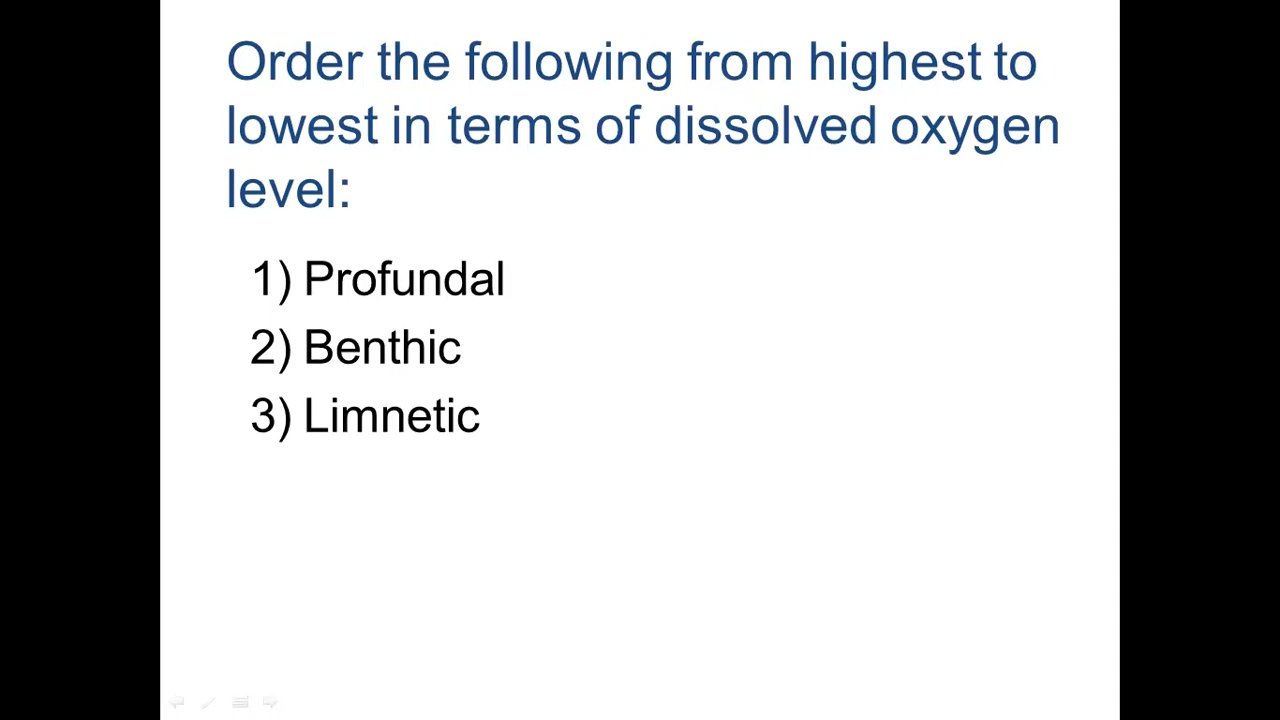 Order the following from highest to
lowest in terms of dissolved oxygen
level:
1) Profundal
2) Benthic
3) Limnetic